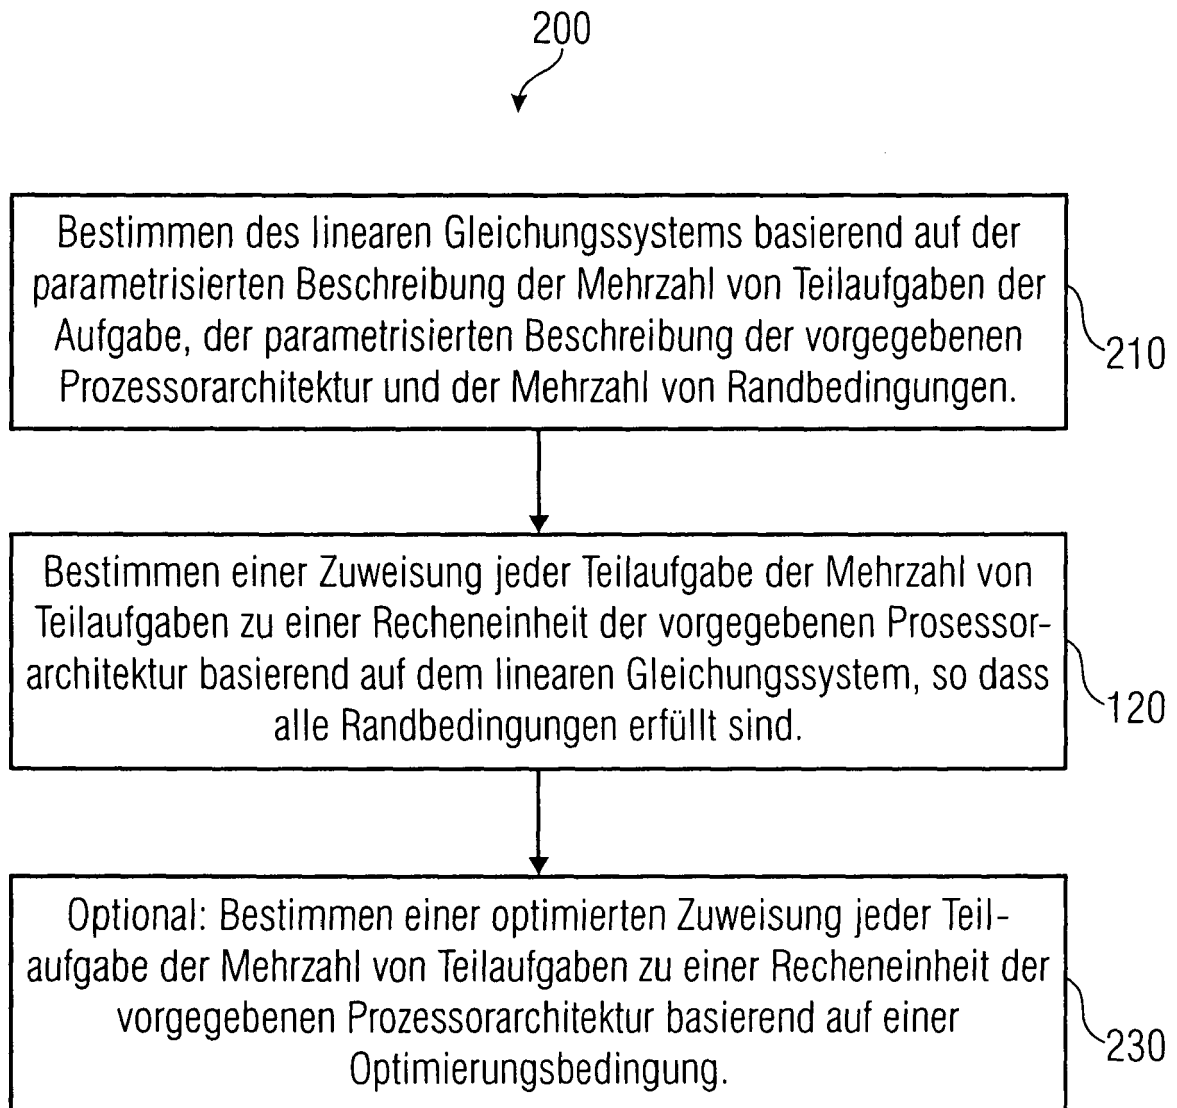 200
Bestimmen des linearen Gleichungssystems basierend auf der
parametrisierten Beschreibung der Mehrzahl von Teilaufgaben der
Aufgabe, der parametrisierten Beschreibung der vorgegebenen
Prozessorarchitektur und der Mehrzahl von Randbedingungen.
210
Bestimmen einer Zuweisung jeder Teilaufgabe der Mehrzahl von
Teilaufgaben zu einer Recheneinheit der vorgegebenen Prosessor-
architektur basierend auf dem linearen Gleichungssystem, so dass
alle Randbedingungen erfüllt sind.
120
Optional: Bestimmen einer optimierten Zuweisung jeder Teil-
aufgabe der Mehrzahl von Teilaufgaben zu einer Recheneinheit der
vorgegebenen Prozessorarchitektur basierend auf einer
Optimierungsbedingung.
230